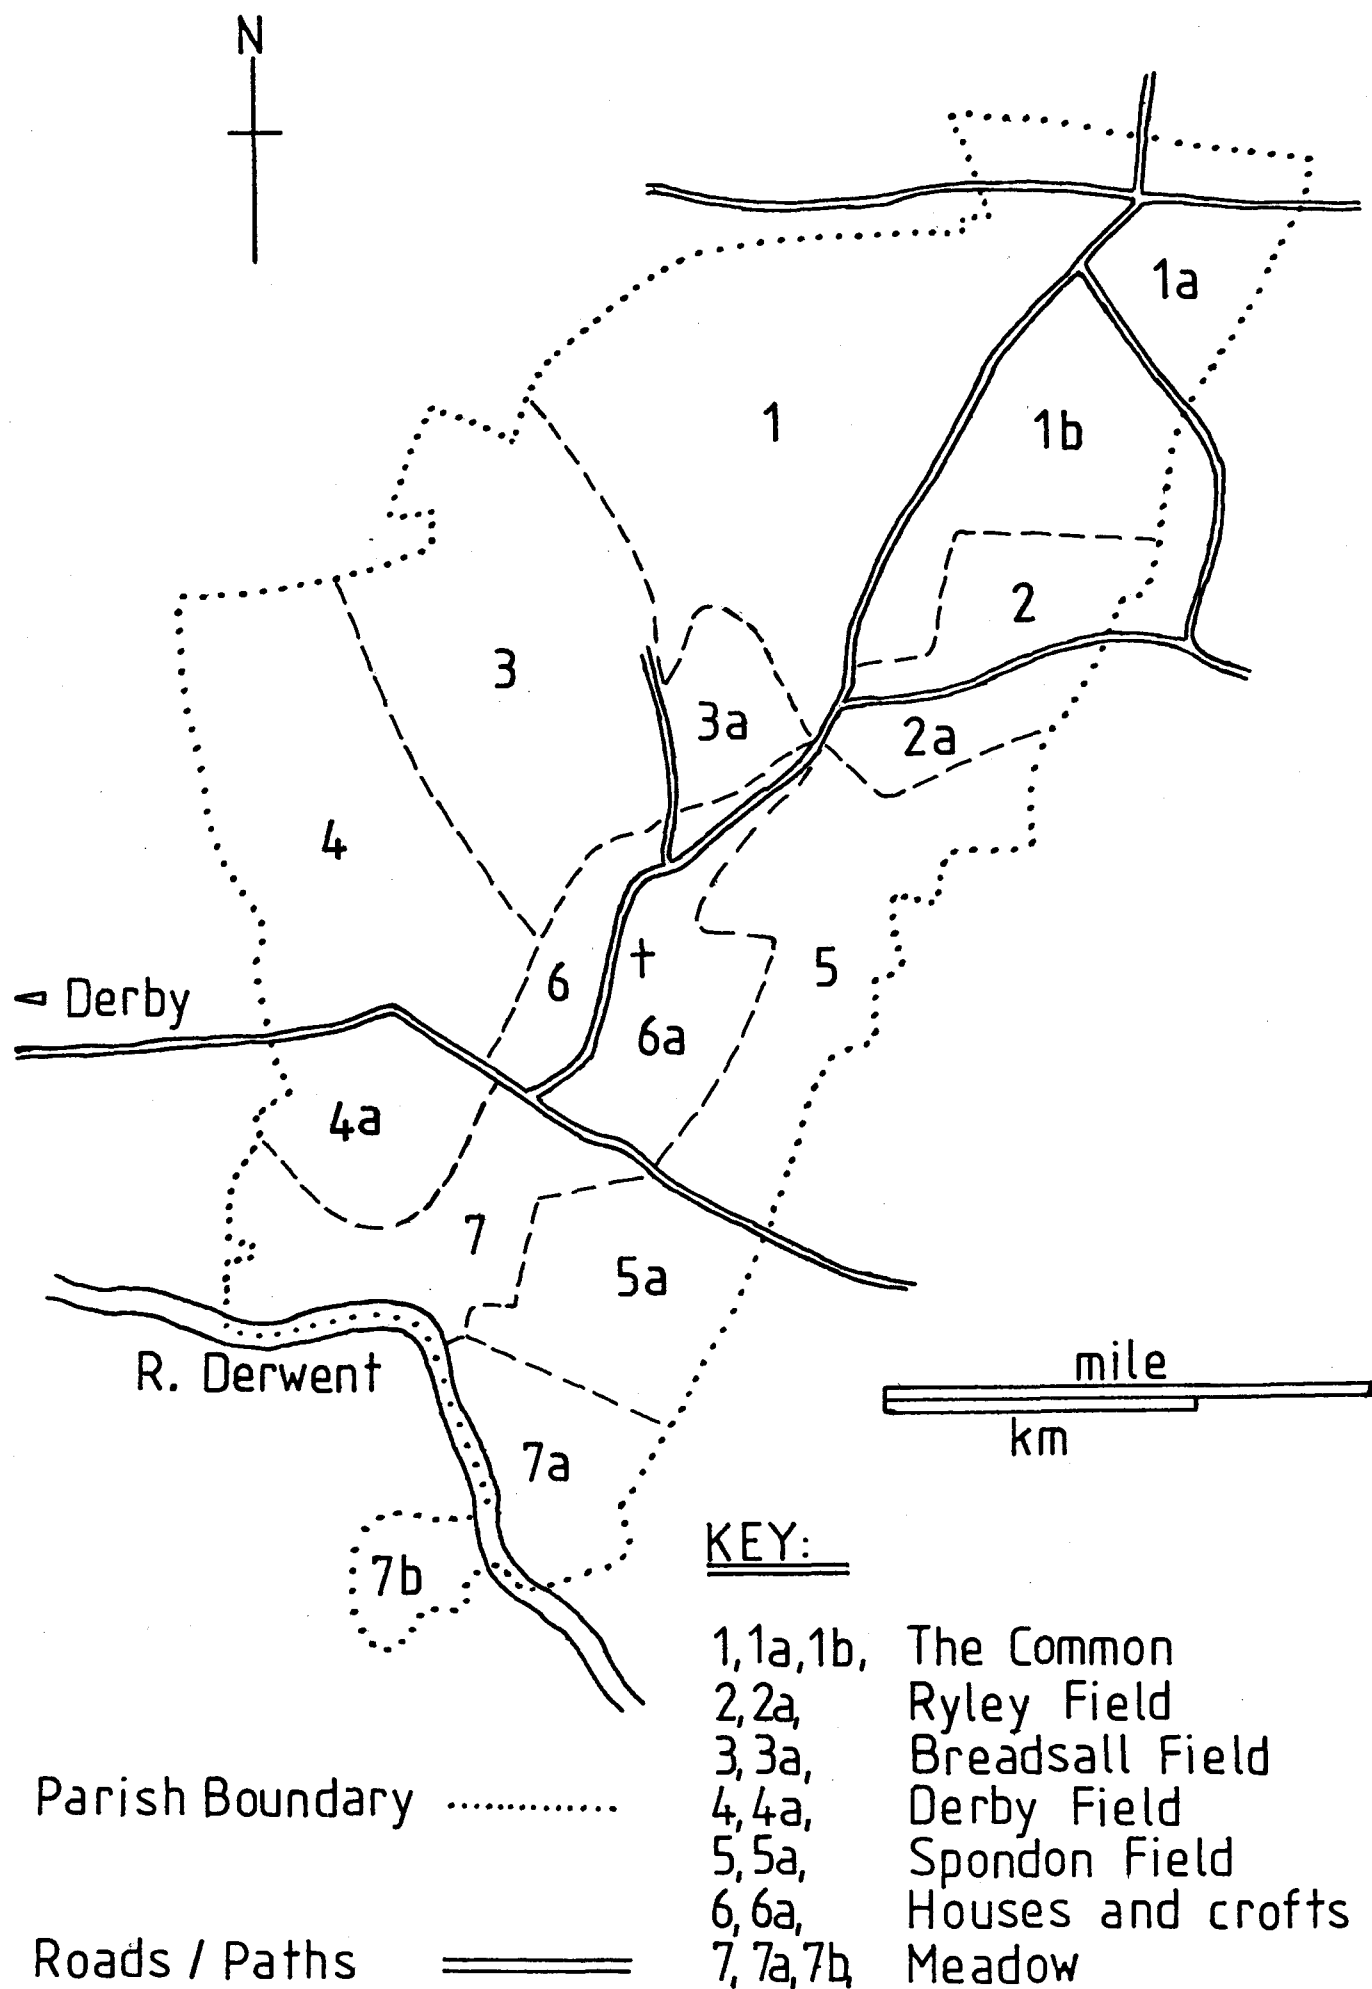 N
1a
1
1b
2
3
3a
2a
4
6
5
Derby
6a
4a
7
5a
R. Derwent
mile
km
7a
7b
KEY:
1, 1a, 1b, The Common
2, 2a, Ryley Field
3, 3a, Breadsall Field
4, 4a, Derby Field
5, 5a, Spondon Field
6, 6a, Houses and crofts
7, 7a, 7b, Meadow
Parish Boundary
Roads / Paths